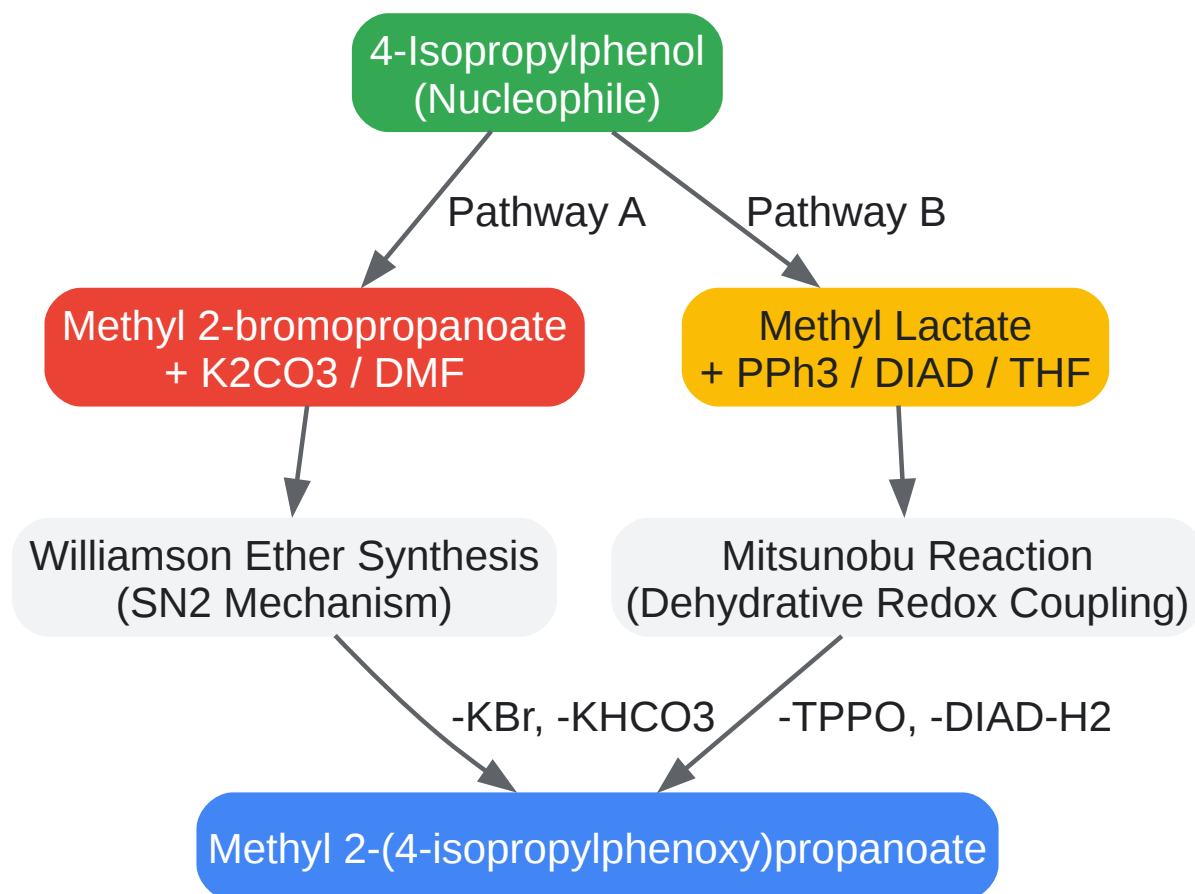 4-Isopropylphenol
(Nucleophile)
Pathway A
Pathway B
Methyl 2-bromopropanoate
+ K2CO3 / DMF
Methyl Lactate
+ PPh3 / DIAD / THF
Williamson Ether Synthesis
(SN2 Mechanism)
Mitsunobu Reaction
(Dehydrative Redox Coupling)
-KBr, -KHCO3
-TPPO, -DIAD-H2
Methyl 2-(4-isopropylphenoxy)propanoate